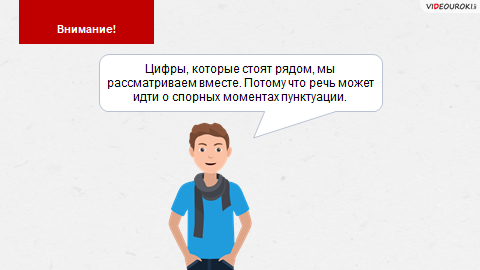 VIDEOUROKI
Внимание!
Цифры, которые стоят рядом, мы
рассматриваем вместе. Потому что речь может
идти о спорных моментах пунктуации.